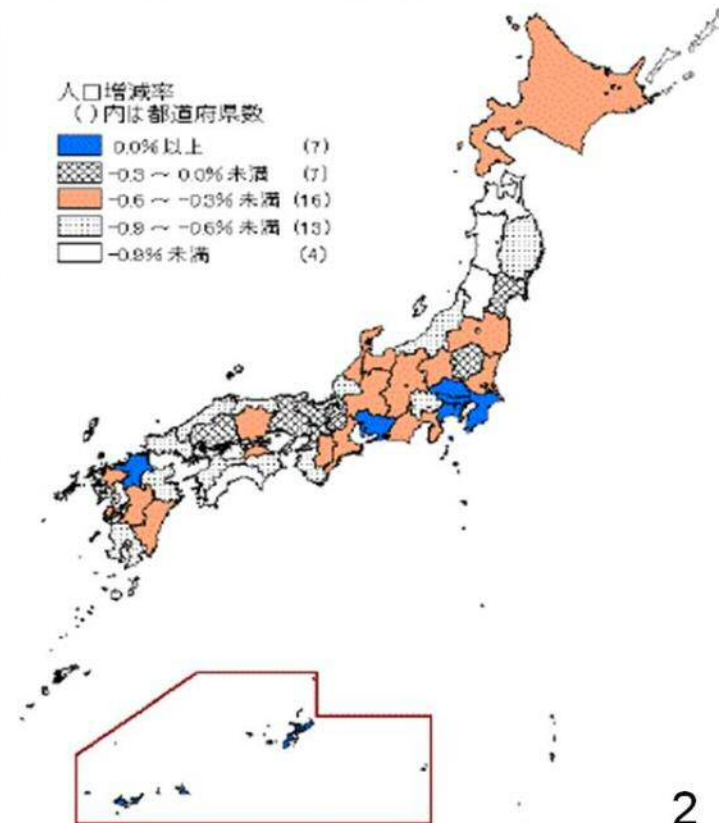 人口増減率
( )内は都道府県数
0.0%以上 (7)
-0.3 ～ 0.0%未満 (7)
-0.6 ～ -0.3%未満 (16)
-0.9 ～ -0.6%未満 (13)
-0.9%未満 (4)
2